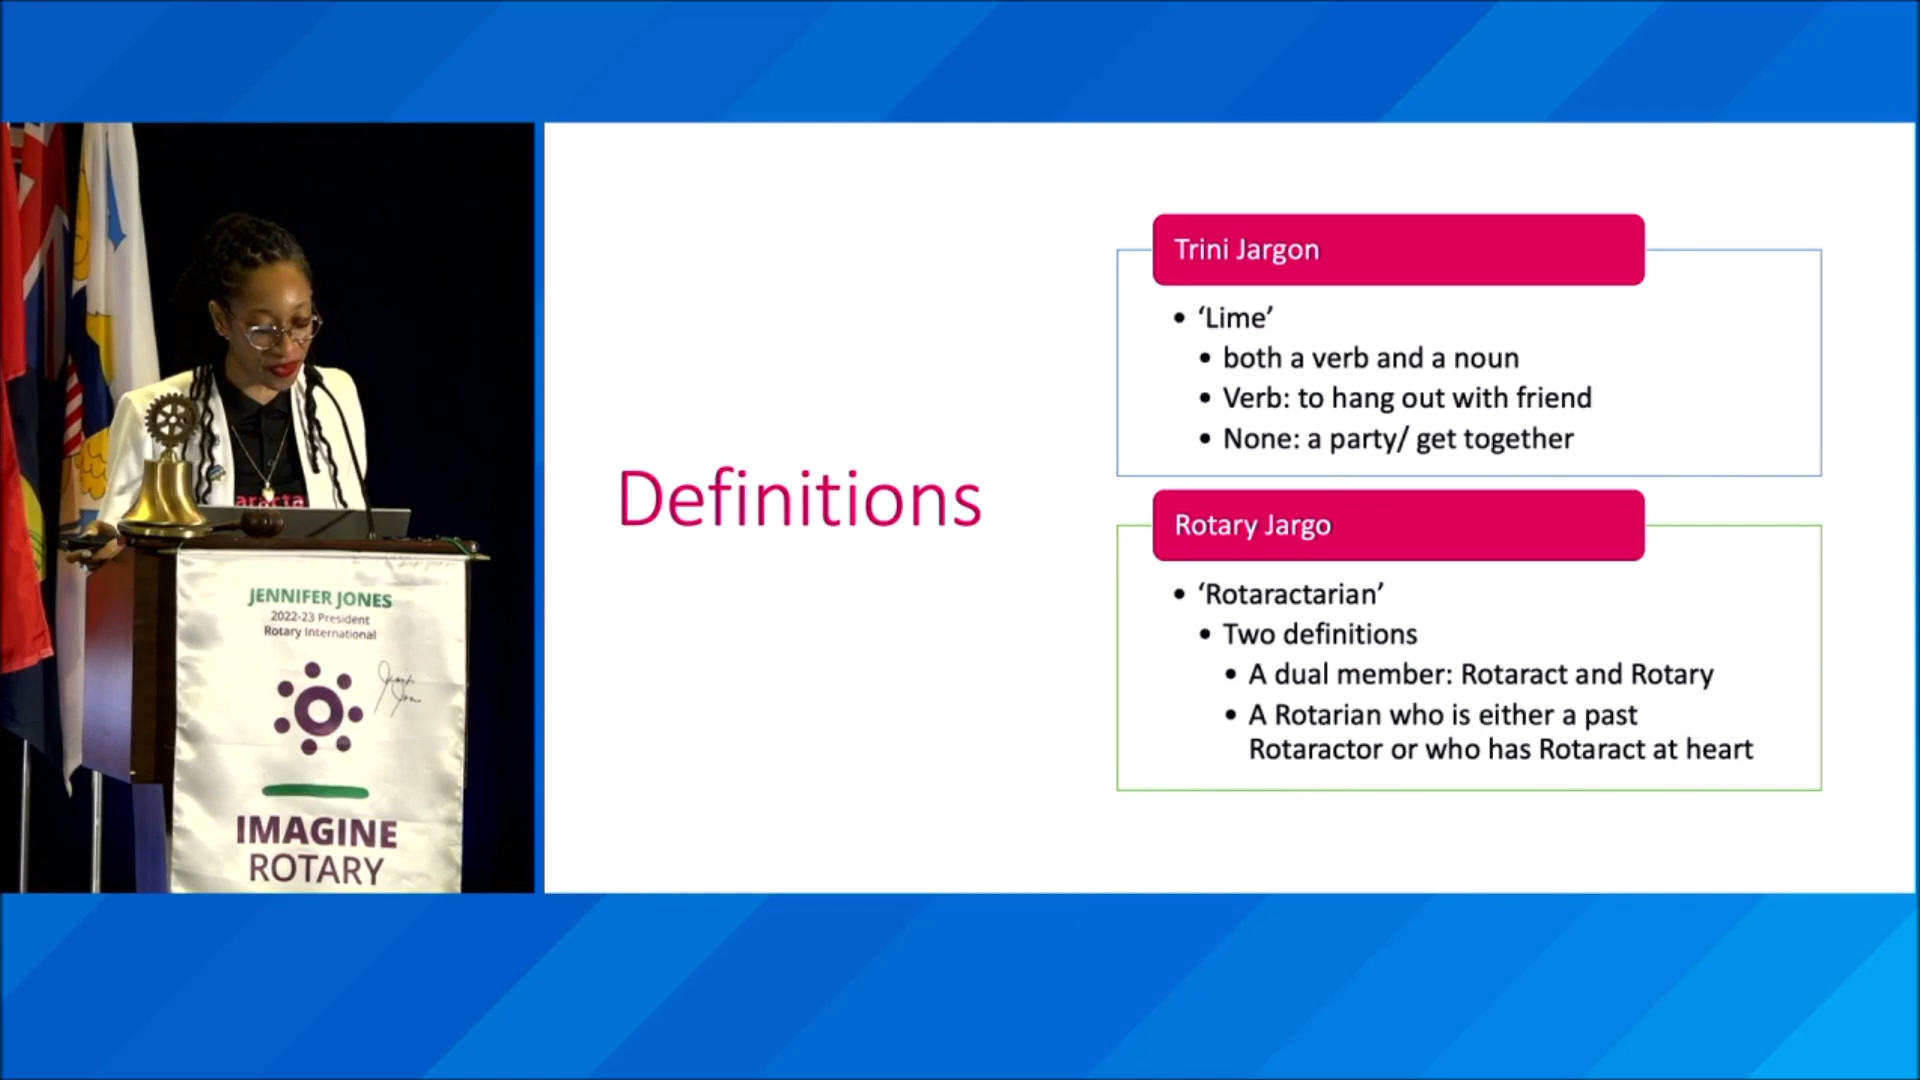 aracta
JENNIFER JONES
2022-23 President
Rotary International
IMAGINE
ROTARY
Definitions
Trini Jargon
• ‘Lime’
• both a verb and a noun
• Verb: to hang out with friend
• None: a party/ get together
Rotary Jargo
• ‘Rotaractarian’
• Two definitions
• A dual member: Rotaract and Rotary
• A Rotarian who is either a past
Rotaractor or who has Rotaract at heart